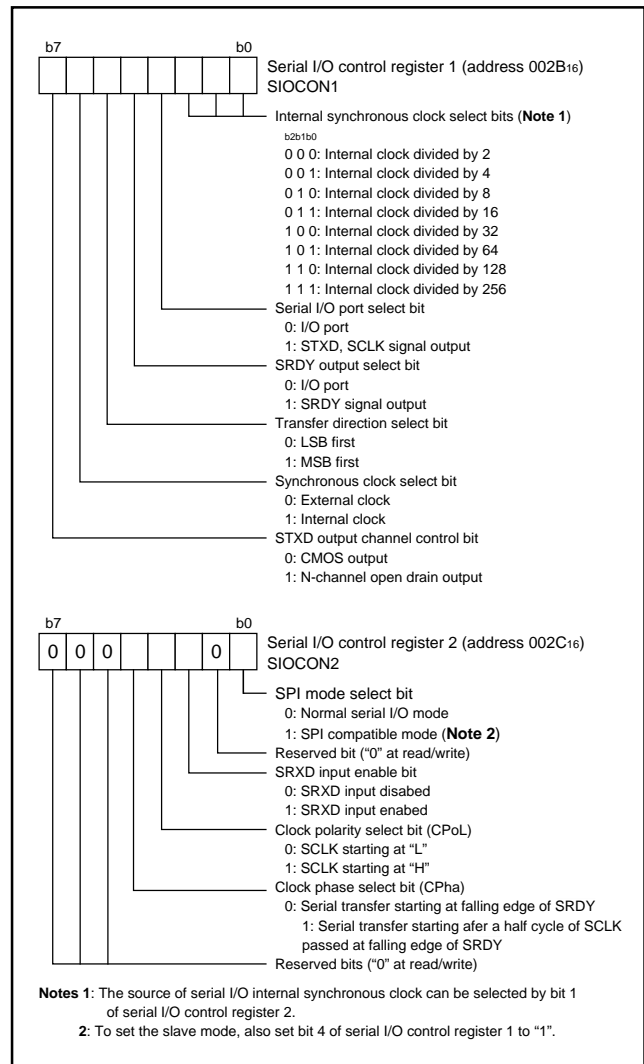 b7 b0
Serial I/O control register 1 (address 002B16)
SIOCON1
Internal synchronous clock select bits (Note 1)
b2b1b0
0 0 0: Internal clock divided by 2
0 0 1: Internal clock divided by 4
0 1 0: Internal clock divided by 8
0 1 1: Internal clock divided by 16
1 0 0: Internal clock divided by 32
1 0 1: Internal clock divided by 64
1 1 0: Internal clock divided by 128
1 1 1: Internal clock divided by 256
Serial I/O port select bit
0: I/O port
1: STXD, SCLK signal output
SRDY output select bit
0: I/O port
1: SRDY signal output
Transfer direction select bit
0: LSB first
1: MSB first
Synchronous clock select bit
0: External clock
1: Internal clock
STXD output channel control bit
0: CMOS output
1: N-channel open drain output
b7 b0
0 0 0 0
Serial I/O control register 2 (address 002C16)
SIOCON2
SPI mode select bit
0: Normal serial I/O mode
1: SPI compatible mode (Note 2)
Reserved bit (“0” at read/write)
SRXD input enable bit
0: SRXD input disabed
1: SRXD input enabed
Clock polarity select bit (CPoL)
0: SCLK starting at “L”
1: SCLK starting at “H”
Clock phase select bit (CPha)
0: Serial transfer starting at falling edge of SRDY
1: Serial transfer starting afer a half cycle of SCLK
passed at falling edge of SRDY
Reserved bits (“0” at read/write)
Notes 1: The source of serial I/O internal synchronous clock can be selected by bit 1
of serial I/O control register 2.
2: To set the slave mode, also set bit 4 of serial I/O control register 1 to “1”.